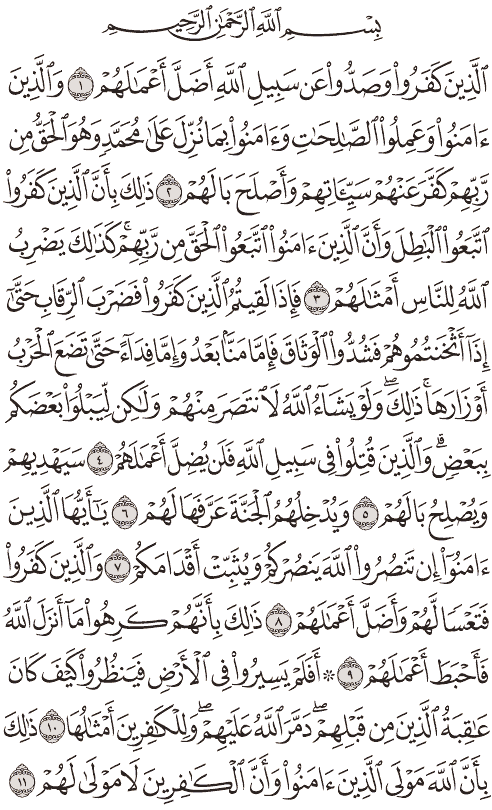 بِسْمِ ٱللَّهِ ٱلرَّحْمَٰنِ ٱلرَّحِيمِ
ٱلَّذِينَ كَفَرُوا۟ وَصَدُّوا۟ عَن سَبِيلِ ٱللَّهِ أَضَلَّ أَعْمَٰلَهُمْ ١ وَٱلَّذِينَ
ءَامَنُوا۟ وَعَمِلُوا۟ ٱلصَّٰلِحَٰتِ وَءَامَنُوا۟ بِمَا نُزِّلَ عَلَىٰ مُحَمَّدٍ وَهُوَ ٱلْحَقُّ مِن
رَّبِّهِمْ كَفَّرَ عَنْهُمْ سَيِّـَٔاتِهِمْ وَأَصْلَحَ بَالَهُمْ ٢ ذَٰلِكَ بِأَنَّ ٱلَّذِينَ كَفَرُوا۟
ٱتَّبَعُوا۟ ٱلْبَٰطِلَ وَأَنَّ ٱلَّذِينَ ءَامَنُوا۟ ٱتَّبَعُوا۟ ٱلْحَقَّ مِن رَّبِّهِمْ ۚ كَذَٰلِكَ يَضْرِبُ
ٱللَّهُ لِلنَّاسِ أَمْثَٰلَهُمْ ٣ فَإِذَا لَقِيتُمُ ٱلَّذِينَ كَفَرُوا۟ فَضَرْبَ ٱلرِّقَابِ حَتَّىٰٓ
إِذَآ أَثْخَنتُمُوهُمْ فَشُدُّوا۟ ٱلْوَثَاقَ فَإِمَّا مَنًّۢا بَعْدُ وَإِمَّا فِدَآءً حَتَّىٰ تَضَعَ ٱلْحَرْبُ
أَوْزَارَهَا ۚ ذَٰلِكَ ۖ وَلَوْ يَشَآءُ ٱللَّهُ لَٱنتَصَرَ مِنْهُمْ وَلَٰكِن لِّيَبْلُوَا۟ بَعْضَكُم
بِبَعْضٍ ۗ وَٱلَّذِينَ قُتِلُوا۟ فِى سَبِيلِ ٱللَّهِ فَلَن يُضِلَّ أَعْمَٰلَهُمْ ٤ سَيَهْدِيهِمْ
وَيُصْلِحُ بَالَهُمْ ٥ وَيُدْخِلُهُمُ ٱلْجَنَّةَ عَرَّفَهَا لَهُمْ ٦ يَٰٓأَيُّهَا ٱلَّذِينَ
ءَامَنُوٓا۟ إِن تَنصُرُوا۟ ٱللَّهَ يَنصُرْكُمْ وَيُثَبِّتْ أَقْدَامَكُمْ ٧ وَٱلَّذِينَ كَفَرُوا۟
فَتَعْسًا لَّهُمْ وَأَضَلَّ أَعْمَٰلَهُمْ ٨ ذَٰلِكَ بِأَنَّهُمْ كَرِهُوا۟ مَآ أَنزَلَ ٱللَّهُ
فَأَحْبَطَ أَعْمَٰلَهُمْ ٩ ۞ أَفَلَمْ يَسِيرُوا۟ فِى ٱلْأَرْضِ فَيَنظُرُوا۟ كَيْفَ كَانَ
عَٰقِبَةُ ٱلَّذِينَ مِن قَبْلِهِمْ ۖ دَمَّرَ ٱللَّهُ عَلَيْهِمْ ۖ وَلِلْكَٰفِرِينَ أَمْثَٰلُهَا ١٠ ذَٰلِكَ
بِأَنَّ ٱللَّهَ مَوْلَى ٱلَّذِينَ ءَامَنُوا۟ وَأَنَّ ٱلْكَٰفِرِينَ لَا مَوْلَىٰ لَهُمْ ١١